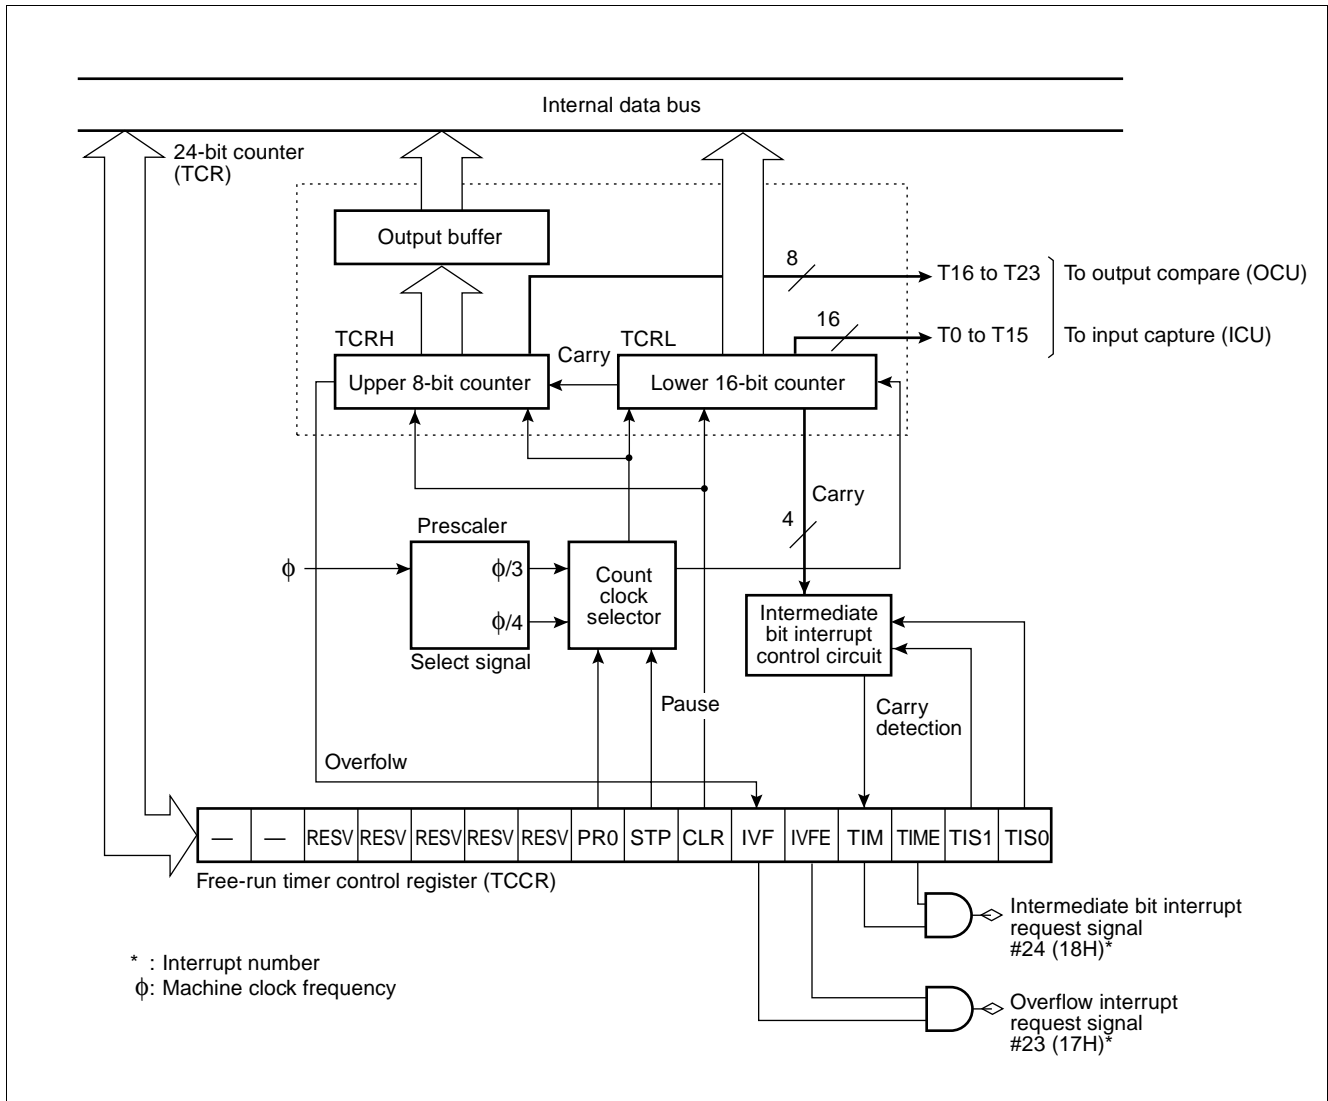 Internal data bus
24-bit counter
(TCR)
Output buffer
8
T16 to T23
To output compare (OCU)
16
T0 to T15
To input capture (ICU)
TCRH
TCRL
Carry
Upper 8-bit counter
Lower 16-bit counter
Carry
4
Prescaler
ϕ
ϕ/3
ϕ/4
Select signal
Count
clock
selector
Intermediate
bit interrupt
control circuit
Pause
Carry
detection
Overfolw
— — RESV RESV RESV RESV RESV PR0 STP CLR IVF IVFE TIM TIME TIS1 TIS0
Free-run timer control register (TCCR)
Intermediate bit interrupt
request signal
#24 (18H)*
* : Interrupt number
ϕ: Machine clock frequency
Overflow interrupt
request signal
#23 (17H)*